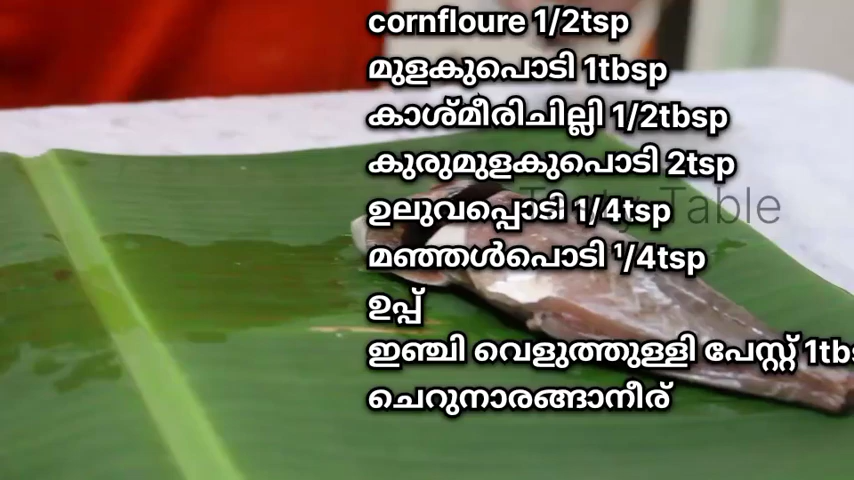 cornfloure 1/2tsp
മുളകുപൊടി 1tbsp
കാശ്മീരിചില്ലി 1/2tbsp
കുരുമുളകുപൊടി 2tsp
ഉലുവപ്പൊടി 1/4tsp
Table
മഞ്ഞൾപൊടി ¹/4tsp
ഉപ്പ്
ഇഞ്ചി വെളുത്തുള്ളി പേസ്റ്റ് 1tb
ചെറുനാരങ്ങാനീര്